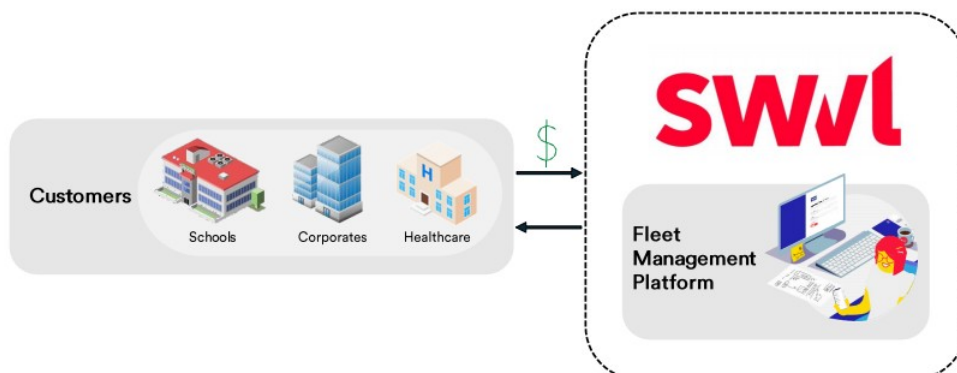 SWVL
$
Customers
H
Schools
Corporates
Healthcare
Fleet
Management
Platform